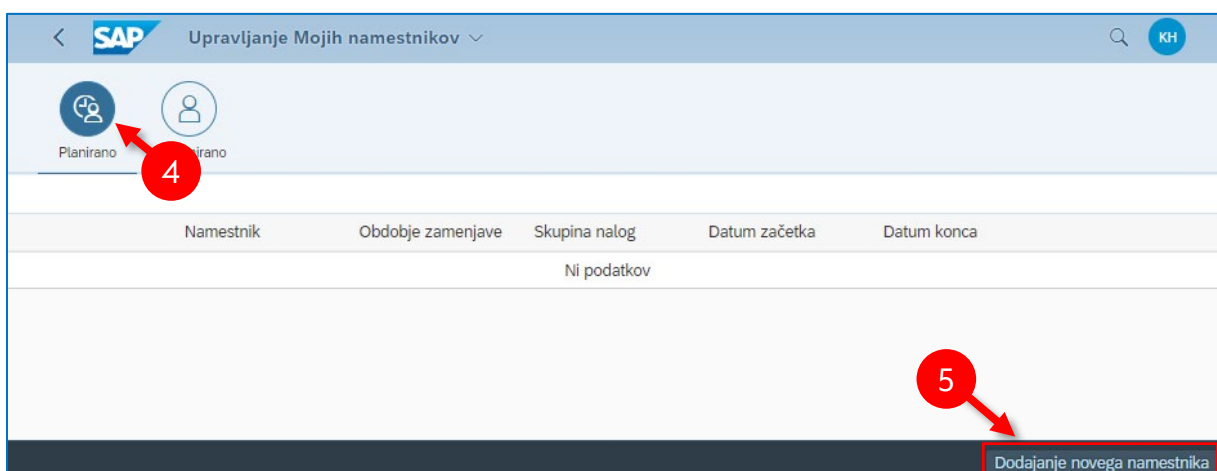 SAP Upravljanje Mojih namestnikov KH
Planirano
4
Namestnik Obdobje zamenjave Skupina nalog Datum začetka Datum konca
Ni podatkov
5
Dodajanje novega namestnika